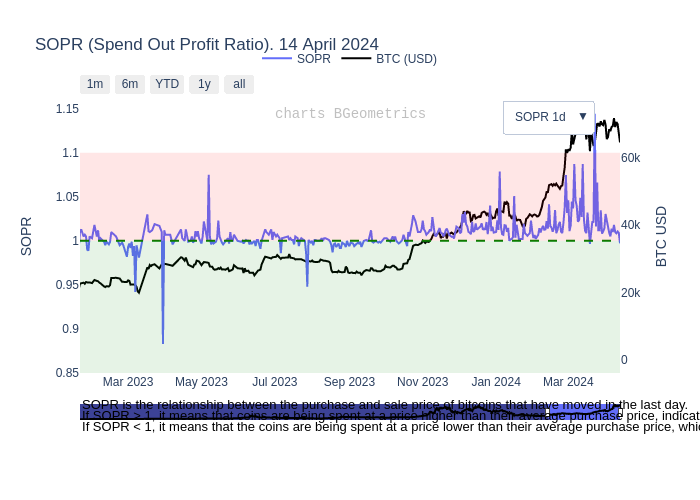 SOPR (Spend Out Profit Ratio). 14 April 2024
SOPR BTC (USD)
1m 6m YTD 1y all
charts BGeometrics
SOPR 1d ▼
1.15
1.1
1.05
1
0.95
0.9
0.85
SOPR
60k
40k
20k
0
BTC USD
Mar 2023 May 2023 Jul 2023 Sep 2023 Nov 2023 Jan 2024 Mar 2024
SOPR is the relationship between the purchase and sale price of bitcoins that have moved in the last day.
If SOPR > 1, it means that coins are being spent at a price higher than their average purchase price, indicat
If SOPR < 1, it means that the coins are being spent at a price lower than their average purchase price, whic